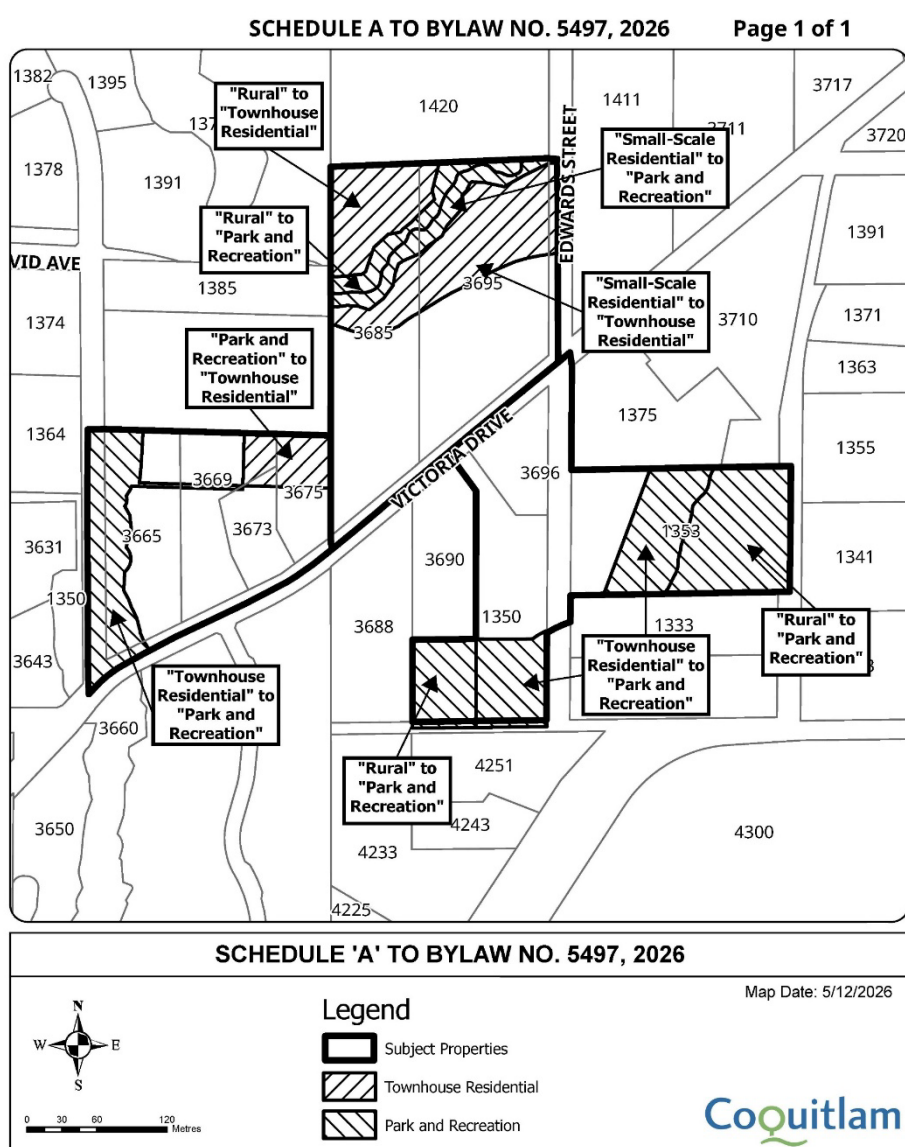 SCHEDULE A TO BYLAW NO. 5497, 2026 Page 1 of 1
1382
1395
1420
1411
3717
3711
3720
"Rural" to
"Townhouse
Residential"
"Small-Scale
Residential" to
"Park and
Recreation"
EDWARDS STREET
1378
1391
1391
"Rural" to
"Park and
Recreation"
VID AVE
1385
3695
"Small-Scale
Residential" to
"Townhouse
Residential"
1374
3685
3710
1371
"Park and
Recreation" to
"Townhouse
Residential"
1363
1364
1375
VICTORIA DRIVE
1355
3669
3675
3696
3631
3665
3673
3690
1353
1341
1350
3688
1350
1333
"Rural" to
"Park and
Recreation"
3643
"Townhouse
Residential" to
"Park and
Recreation"
"Townhouse
Residential" to
"Park and
Recreation"
3660
"Rural" to
"Park and
Recreation"
4251
4243
3650
4233
4300
4225
SCHEDULE 'A' TO BYLAW NO. 5497, 2026
Map Date: 5/12/2026
N
W E
S
0 30 60 120
Metres
Legend
Subject Properties
Townhouse Residential
Park and Recreation
Coquitlam